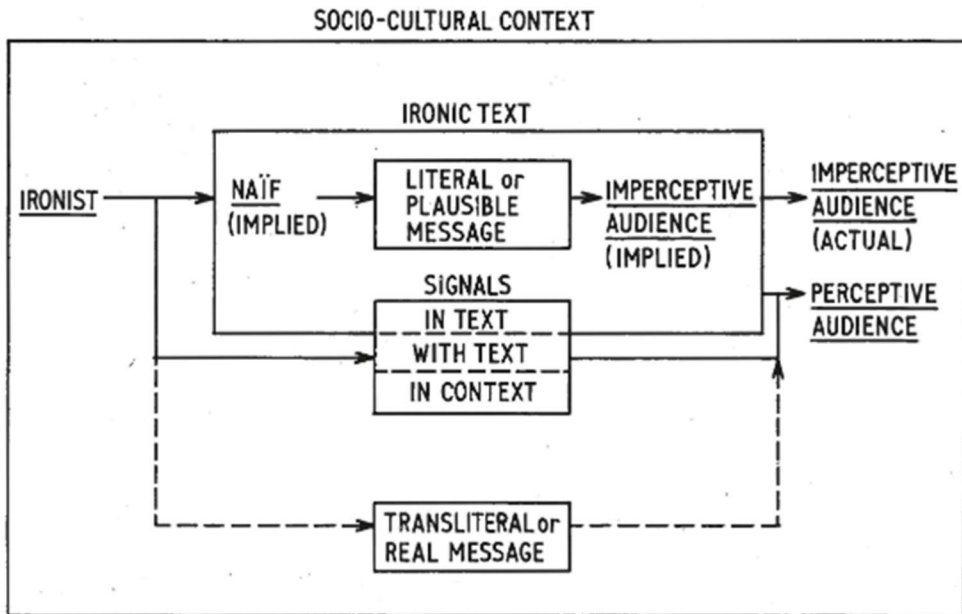 SOCIO-CULTURAL CONTEXT
IRONIC TEXT
IRONIST
NAÏF
(IMPLIED)
LITERAL or
PLAUSIBLE
MESSAGE
IMPERCEPTIVE
AUDIENCE
(IMPLIED)
IMPERCEPTIVE
AUDIENCE
(ACTUAL)
SIGNALS
IN TEXT
WITH TEXT
IN CONTEXT
PERCEPTIVE
AUDIENCE
TRANSLITERAL or
REAL MESSAGE